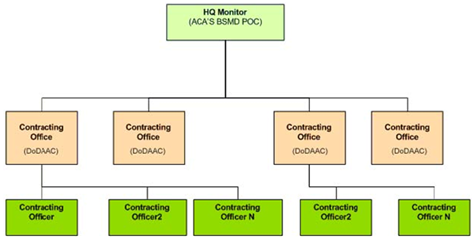 HQ Monitor
(ACA'S BSMD POC)
Contracting
Office
(DoDAAC)
Contracting
Office
(DoDAAC)
Contracting
Office
(DoDAAC)
Contracting
Office
(DoDAAC)
Contracting
Officer
Contracting
Officer2
Contracting
Officer N
Contracting
Officer2
Contracting
Officer N